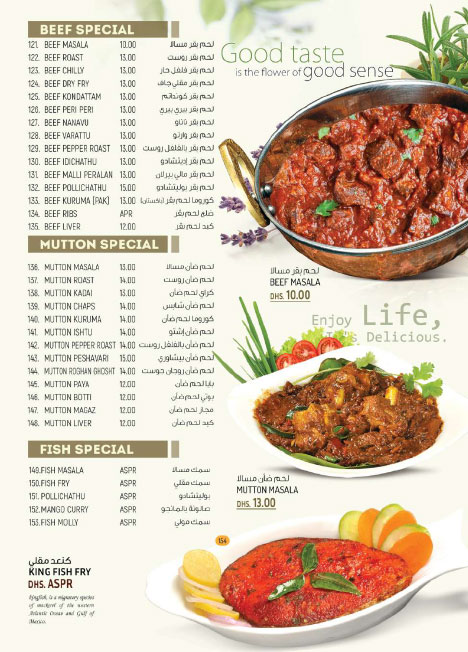 BEEF SPECIAL
121. BEEF MASALA 10.00 لحم بقر مسالا
122. BEEF ROAST 13.00 لحم بقر روست
123. BEEF CHILLY 13.00 لحم بقر فلفل حار
124. BEEF DRY FRY 13.00 لحم بقر مقلي جاف
125. BEEF KONDATTAM 13.00 لحم بقر كونداتم
126. BEEF PERI PERI 13.00 لحم بقر بيري بيري
127. BEEF NANAVU 13.00 لحم بقر
128. BEEF VARATTU 13.00 لحم بقر
129. BEEF PEPPER ROAST 13.00 لحم بقر بالفلفل روست
130. BEEF IDICHATHU 13.00 لحم بقر
131. BEEF MALLI PERALAN 13.00 لحم بقر مالي بيرلان
132. BEEF POLLICHATHU 15.00 لحم بقر بوليتشادو
133. BEEF KURUMA [PAK] 13.00 كوروما لحم بقر (باكستاني)
134. BEEF RIBS APR ضلع لحم بقر
135. BEEF LIVER 12.00 كبد لحم بقر
MUTTON SPECIAL
136. MUTTON MASALA 13.00 لحم ضأن مسالا
137. MUTTON ROAST 14.00 لحم ضأن روست
138. MUTTON KADAI 13.00 كراي لحم ضأن
139. MUTTON CHAPS 14.00 لحم ضأن شابس
140. MUTTON KURUMA 14.00 كوروما لحم ضأن
141. MUTTON ISHTU 14.00 لحم ضأن إشتو
142. MUTTON PEPPER ROAST 14.00 لحم ضأن بالفلفل روست
143. MUTTON PESHAVARI 15.00 لحم ضأن بيشاوري
144. MUTTON ROGHAN GHOSHT 14.00 لحم ضأن روجان جوست
145. MUTTON PAYA 12.00 بايا لحم ضأن
146. MUTTON BOTTI 12.00 بوتي لحم ضأن
147. MUTTON MAGAZ 12.00 مجاز لحم ضأن
148. MUTTON LIVER 12.00 كبد لحم ضأن
FISH SPECIAL
149.FISH MASALA ASPR سمك مسالا
150.FISH FRY ASPR سمك مقلي
151. POLLICHATHU ASPR بوليتشادو
152.MANGO CURRY ASPR صالونة بالمانجو
153.FISH MOLLY ASPR سمك مولي
كنعد مقلي
KING FISH FRY
DHS. ASPR
Kingfish, is a migratory species
of mackerel of the western
Atlantic Ocean and Gulf of
Mexico.
Good taste
is the flower of good sense
لحم بقر مسالا
BEEF MASALA
DHS. 10.00
Enjoy Life,
It's Delicious.
لحم ضأن مسالا
MUTTON MASALA
DHS. 13.00
154